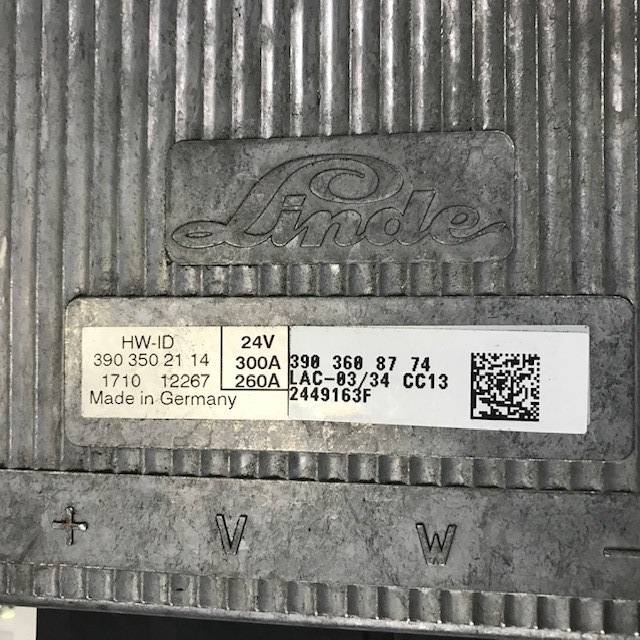 Linde
HW-ID
390 350 21 14
1710 12267
Made in Germany
24V
300A
260A
390 360 8 74
LAC-03/34 CC13
2449163F
+ V W